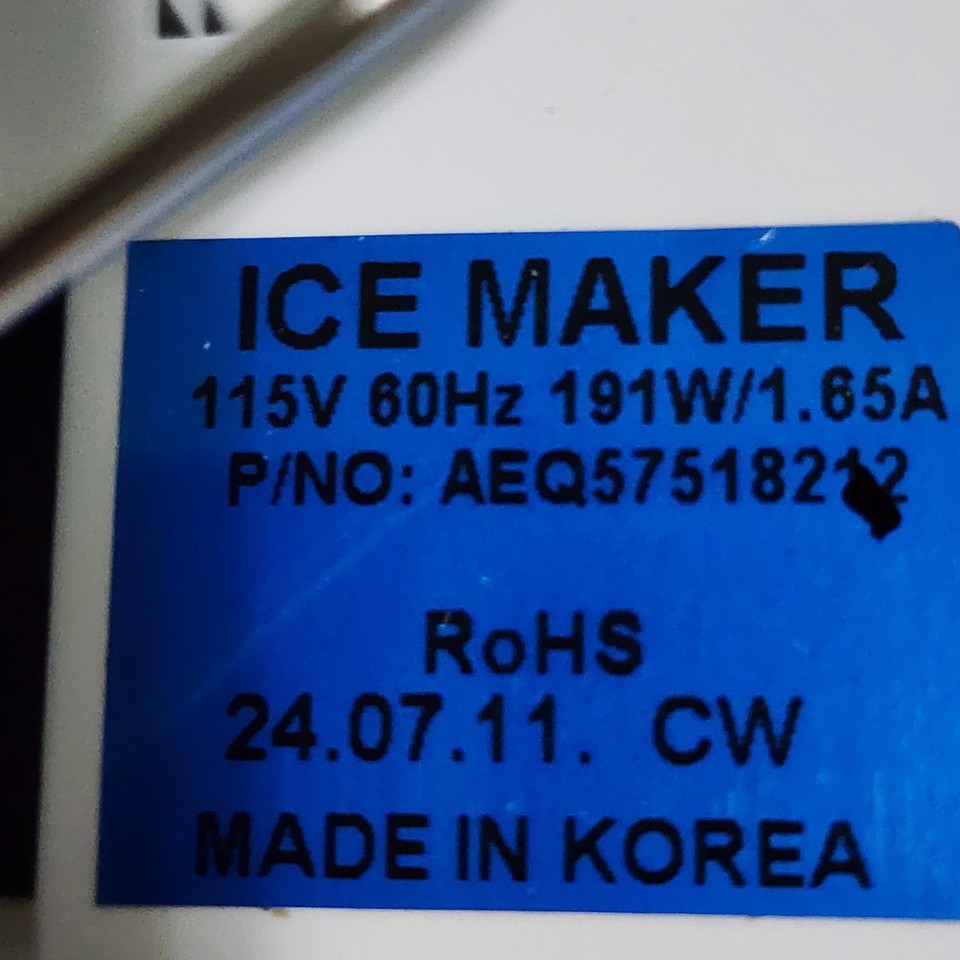 ICE MAKER
115V 60Hz 191W/1.65A
P/NO: AEQ57518212
RoHS
24.07.11. CW
MADE IN KOREA